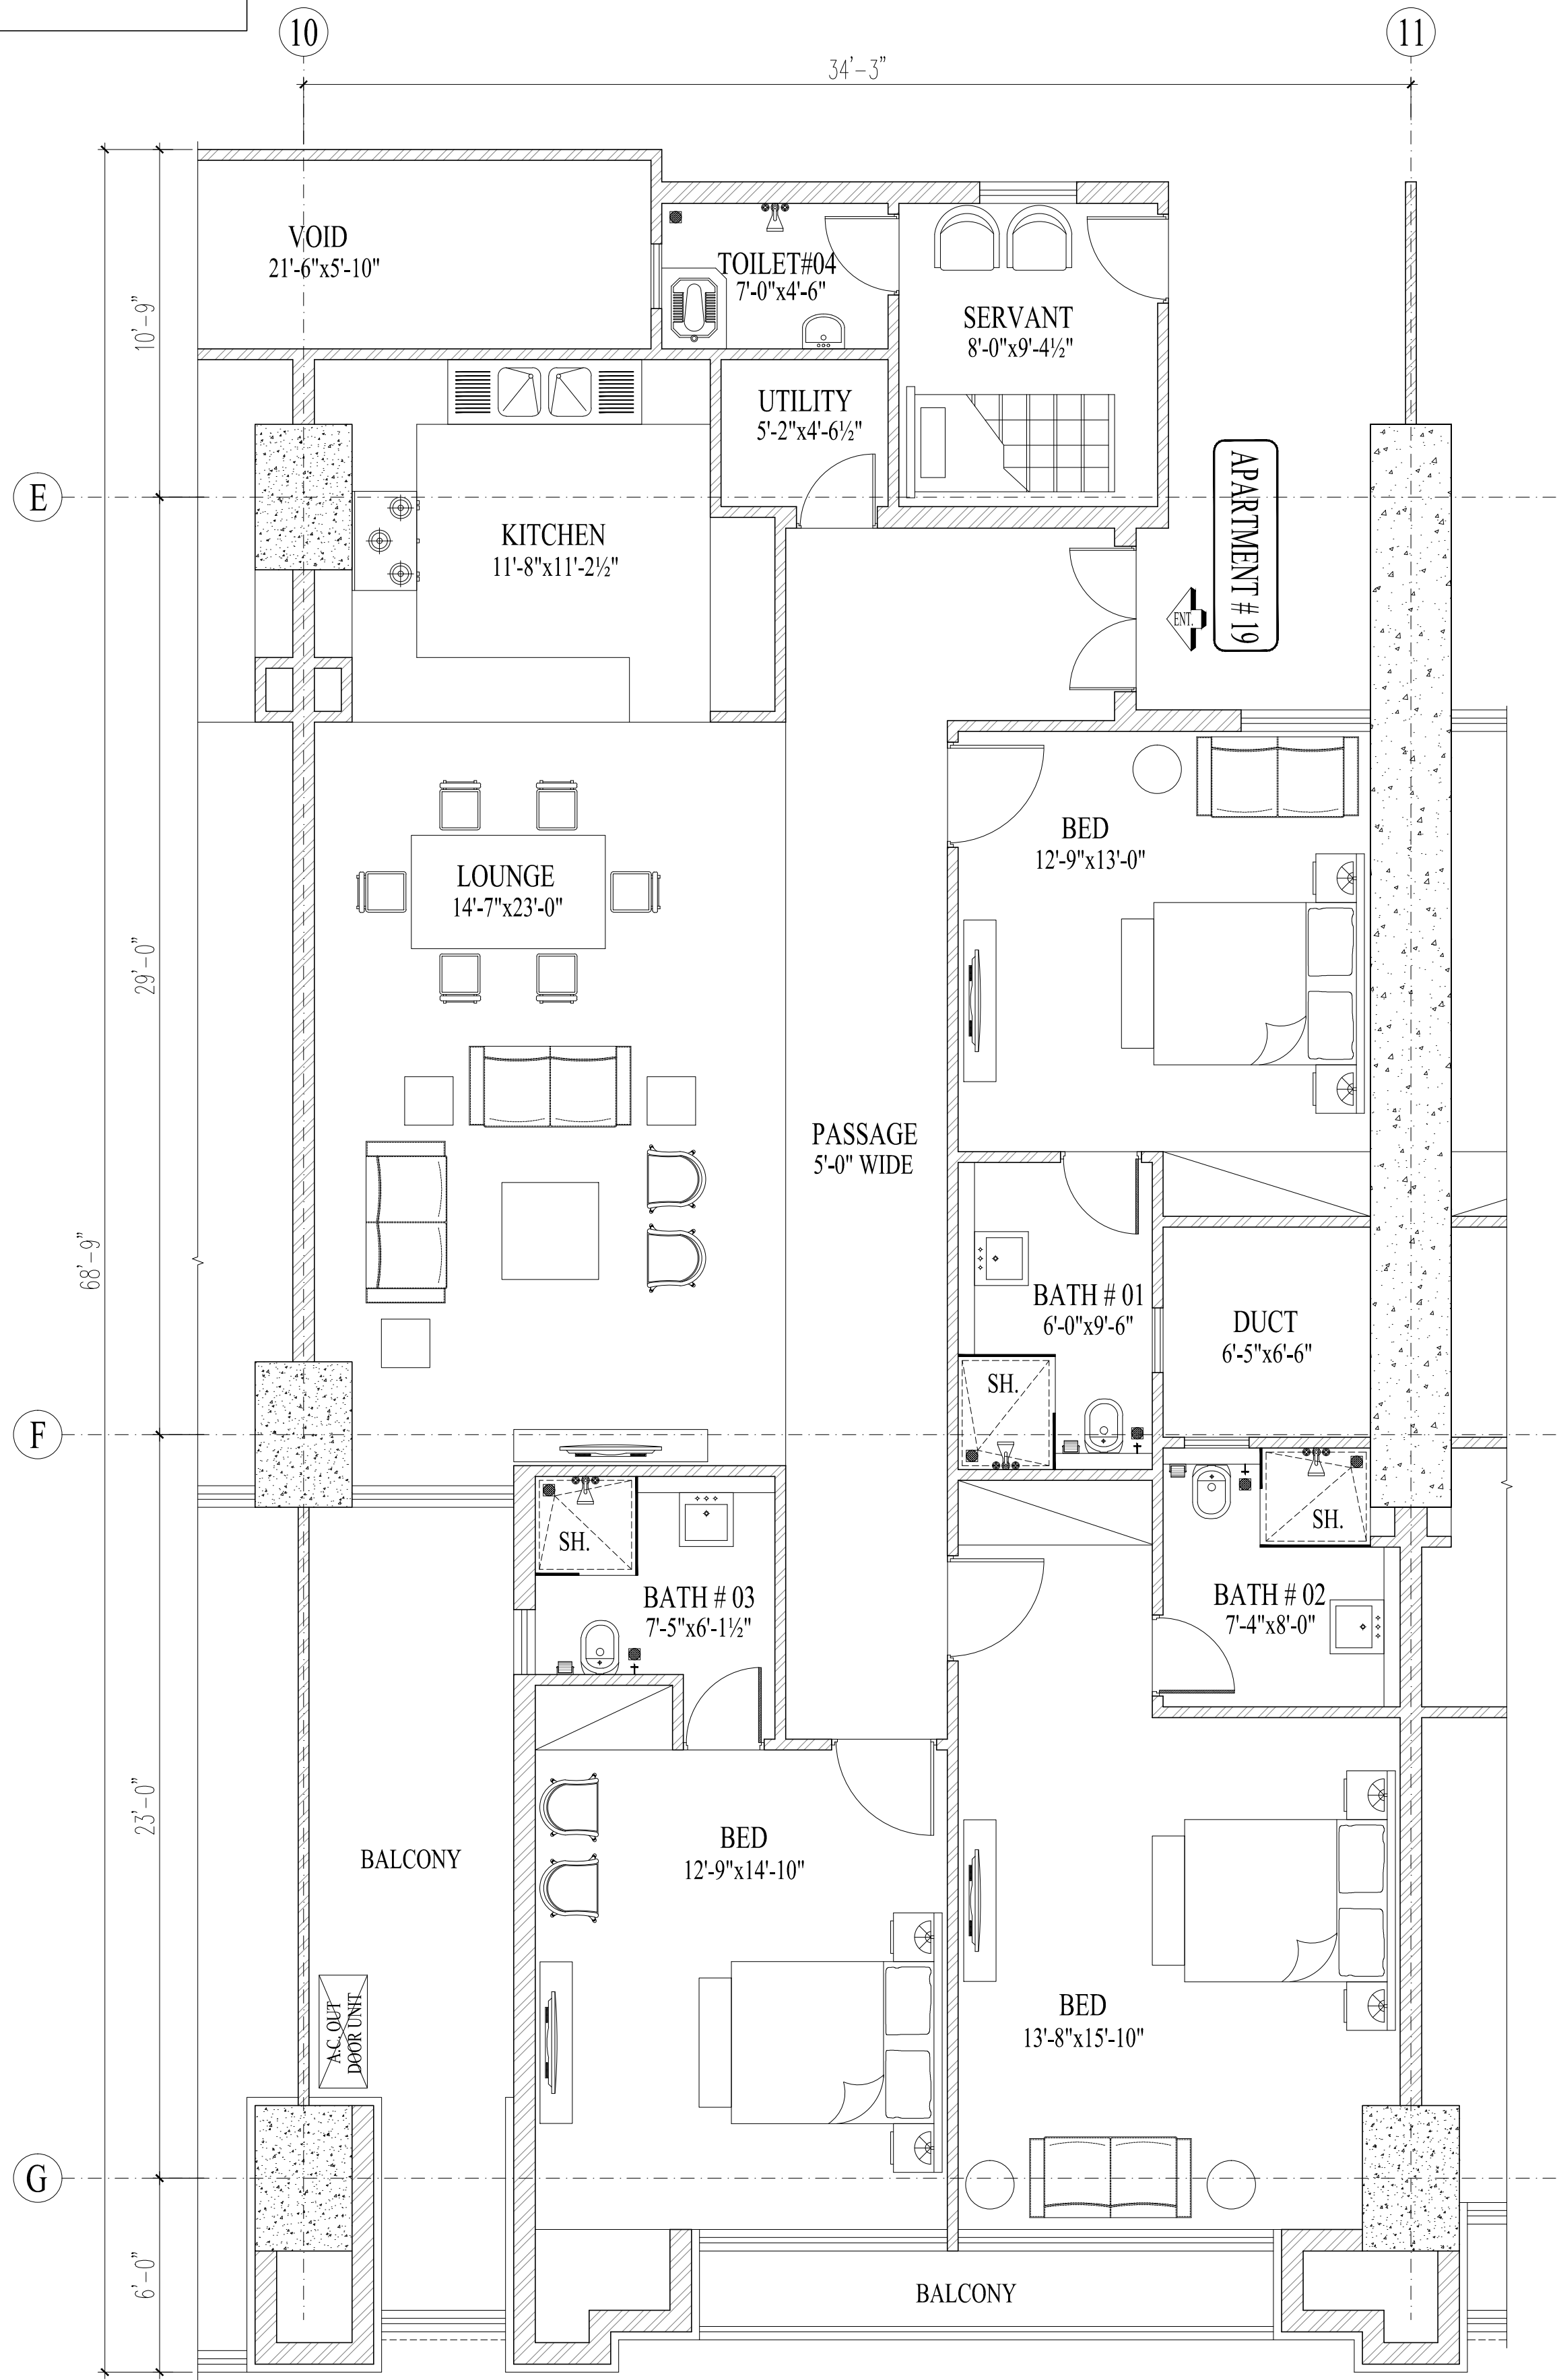 10
11
34'-3"
VOID
21'-6"x5'-10"
TOILET#04
7'-0"x4'-6"
10'-9"
SERVANT
8'-0"x9'-4½"
UTILITY
5'-2"x4'-6½"
E
APARTMENT # 19
KITCHEN
11'-8"x11'-2½"
ENT.
BED
12'-9"x13'-0"
LOUNGE
14'-7"x23'-0"
29'-0"
PASSAGE
5'-0" WIDE
68'-9"
BATH # 01
6'-0"x9'-6"
DUCT
6'-5"x6'-6"
SH.
F
SH.
SH.
BATH # 03
7'-5"x6'-1½"
BATH # 02
7'-4"x8'-0"
23'-0"
BALCONY
BED
12'-9"x14'-10"
A.C. OUT
DOOR UNIT
BED
13'-8"x15'-10"
G
6'-0"
BALCONY